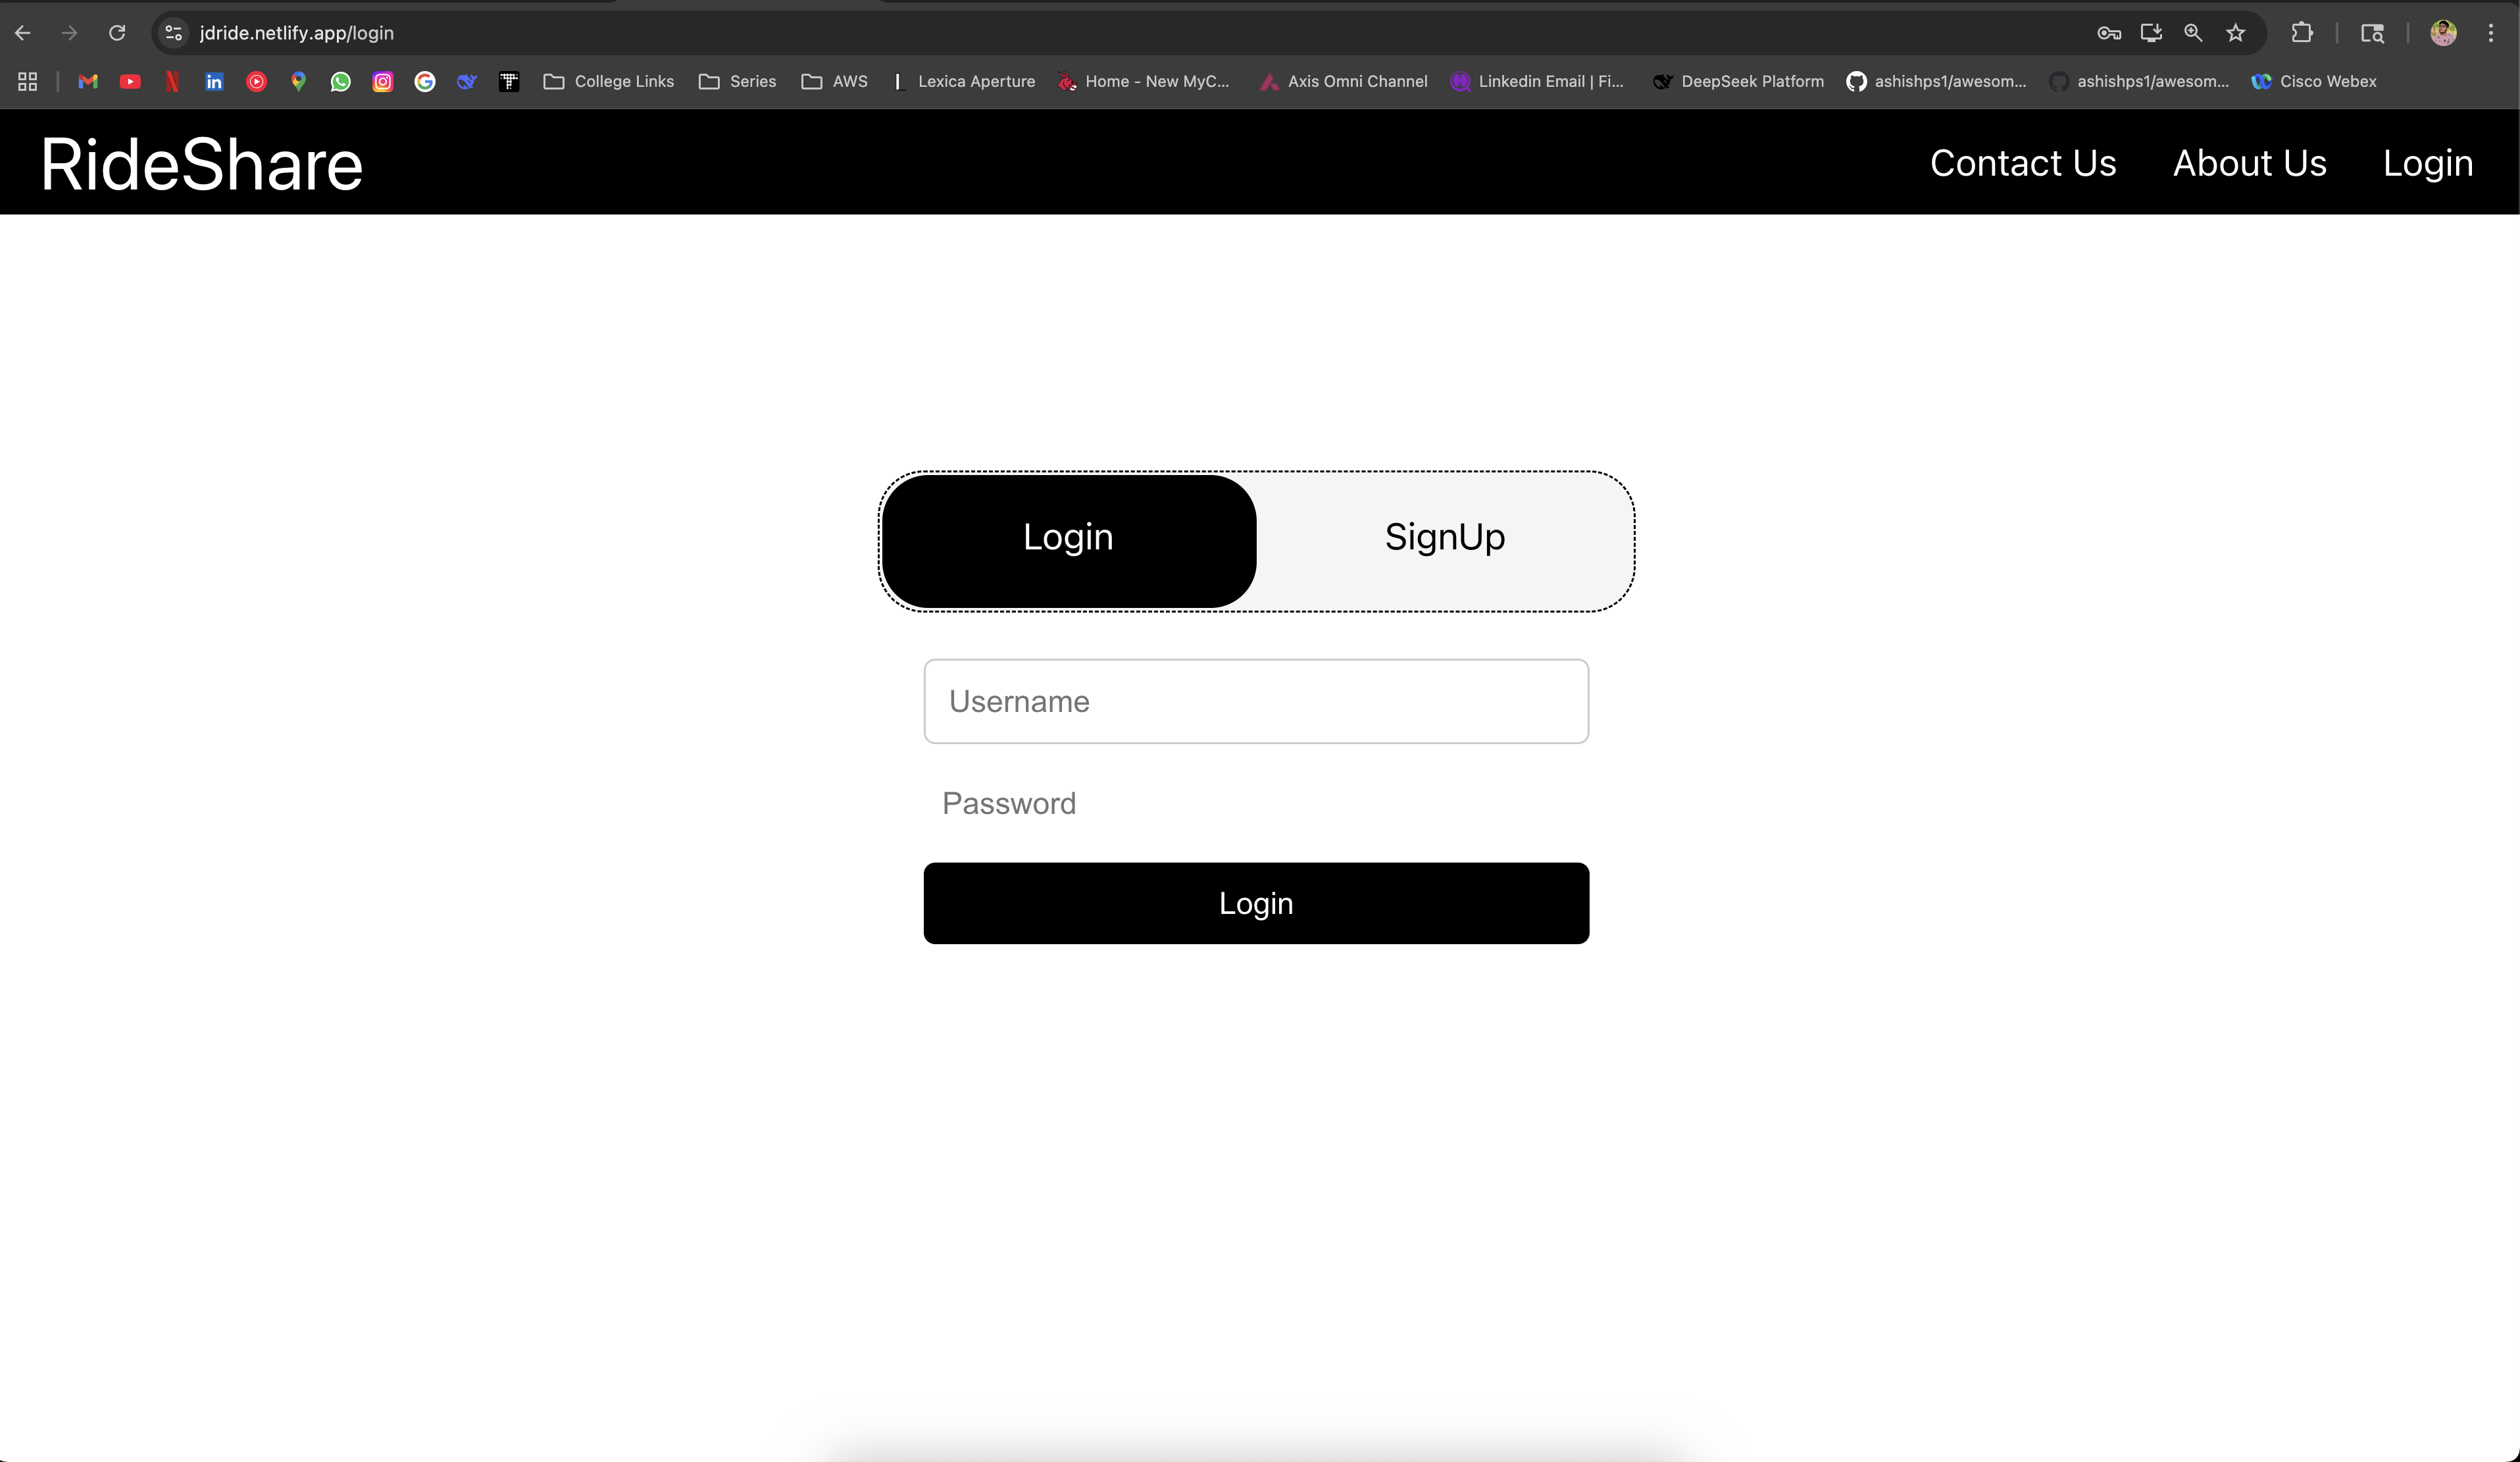 jdride.netlify.app/login
College Links Series AWS Lexica Aperture Home - New MyC... Axis Omni Channel Linkedin Email | Fi... DeepSeek Platform ashishps1/awesom... ashishps1/awesom... Cisco Webex
RideShare Contact Us About Us Login
Login SignUp
Username
Password
Login